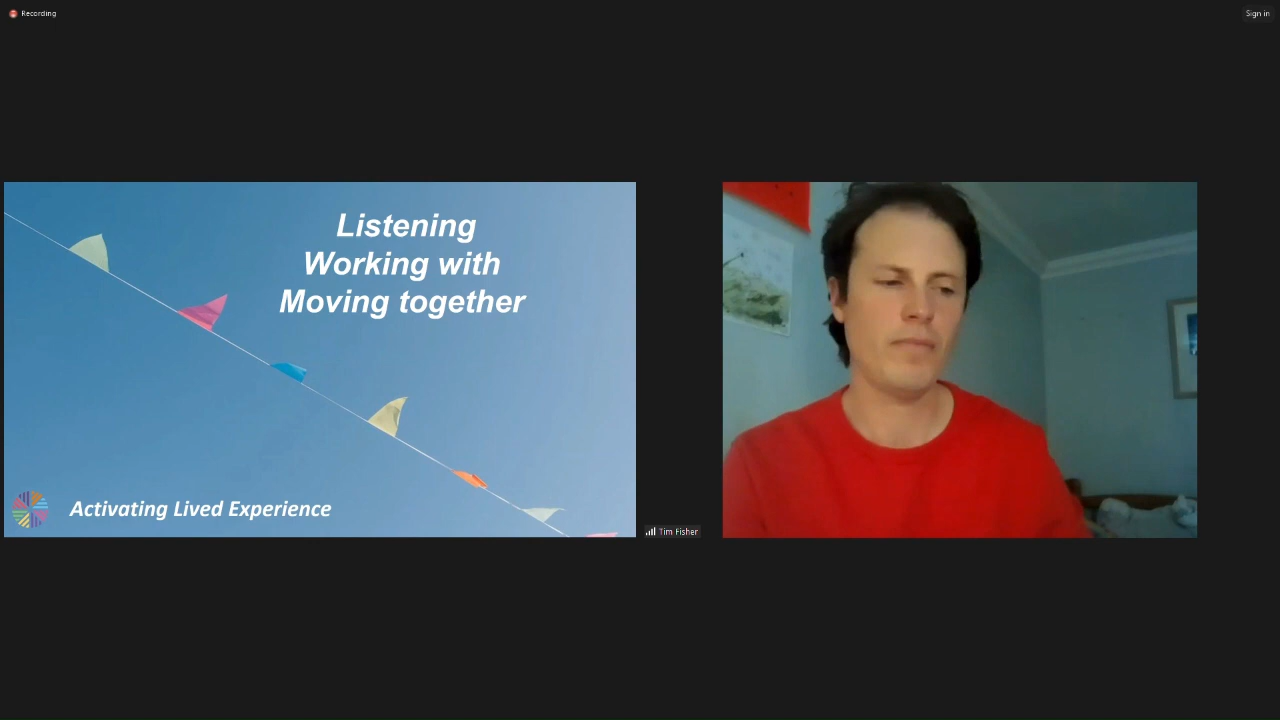 Recording
Sign in
Listening
Working with
Moving together
Activating Lived Experience
Tim Fisher